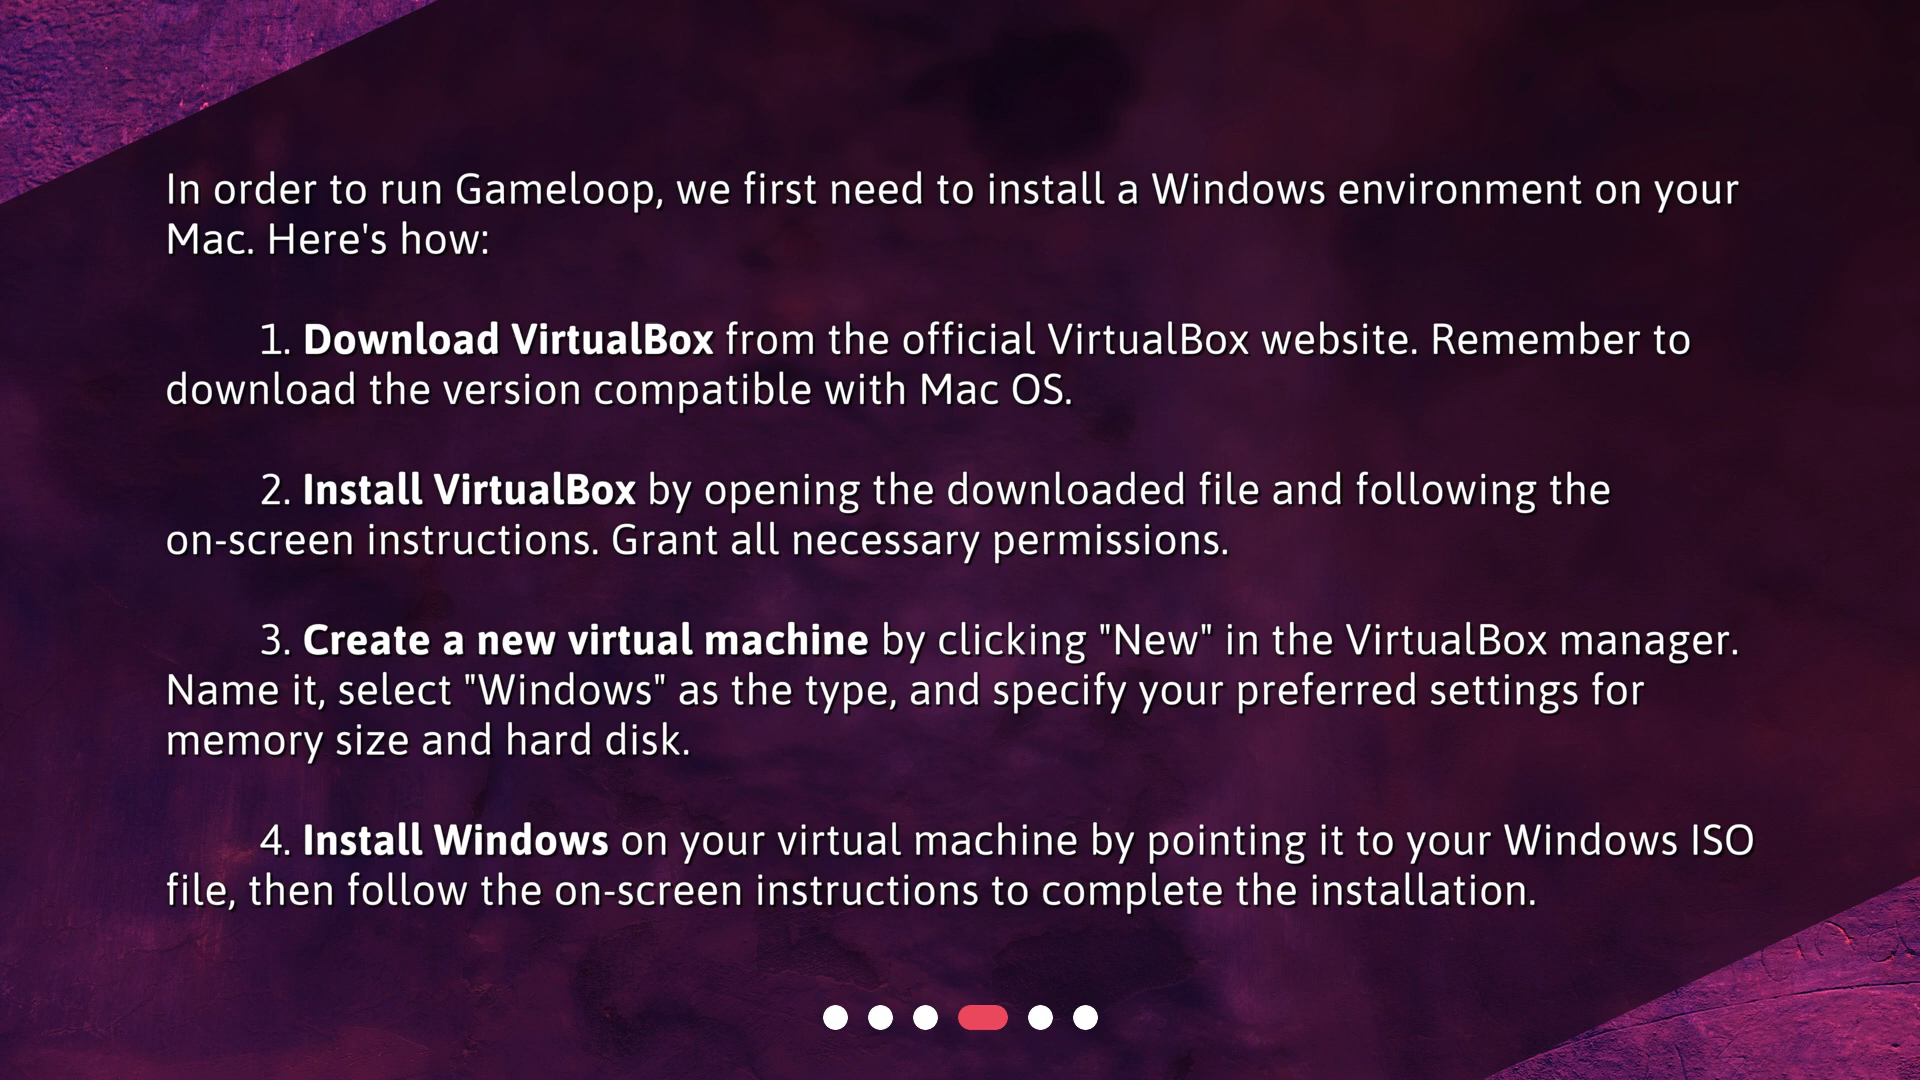 In order to run Gameloop, we first need to install a Windows environment on your
Mac. Here's how:
1. Download VirtualBox from the official VirtualBox website. Remember to
download the version compatible with Mac OS.
2. Install VirtualBox by opening the downloaded file and following the
on-screen instructions. Grant all necessary permissions.
3. Create a new virtual machine by clicking "New" in the VirtualBox manager.
Name it, select "Windows" as the type, and specify your preferred settings for
memory size and hard disk.
4. Install Windows on your virtual machine by pointing it to your Windows ISO
file, then follow the on-screen instructions to complete the installation.